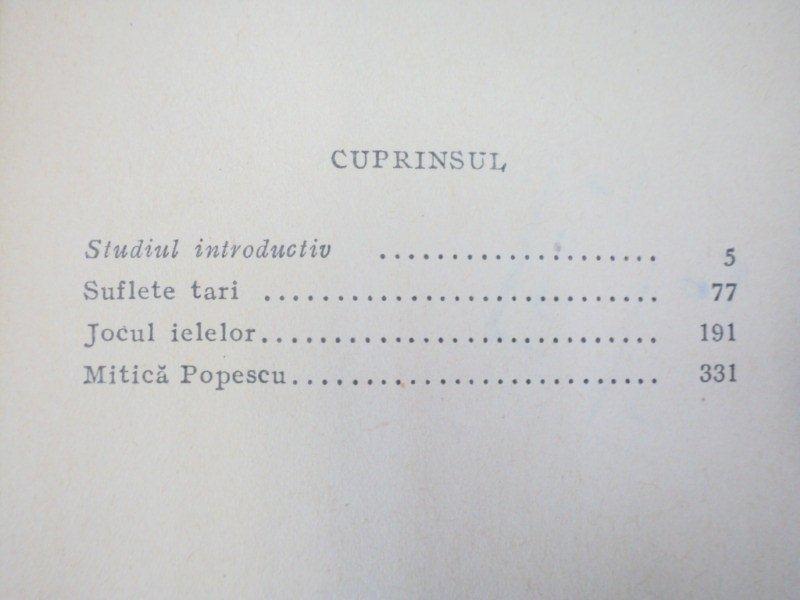 CUPRINSUL
Studiul introductiv .................... 5
Suflete tari ............................. 77
Jocul ielelor............................. 191
Mitică Popescu........................... 331